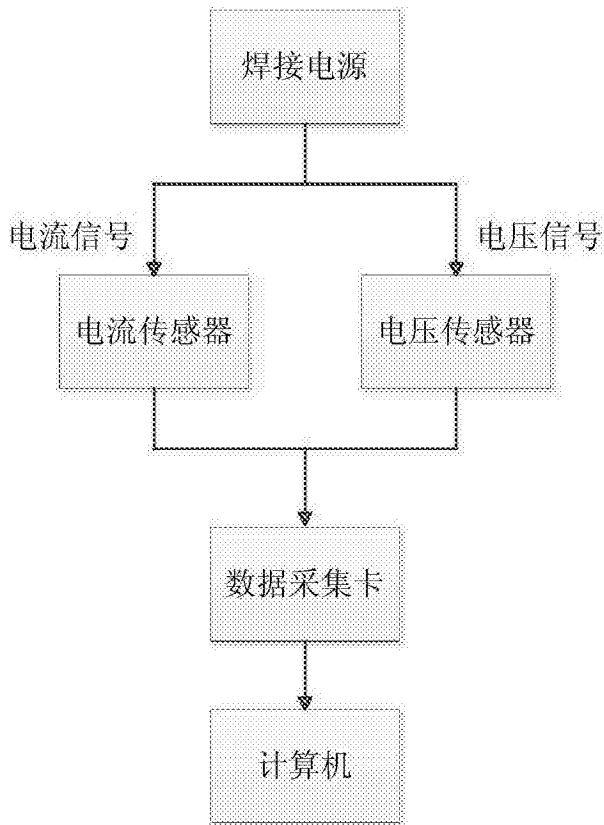 焊接电源
电流信号
电压信号
电流传感器
电压传感器
数据采集卡
计算机